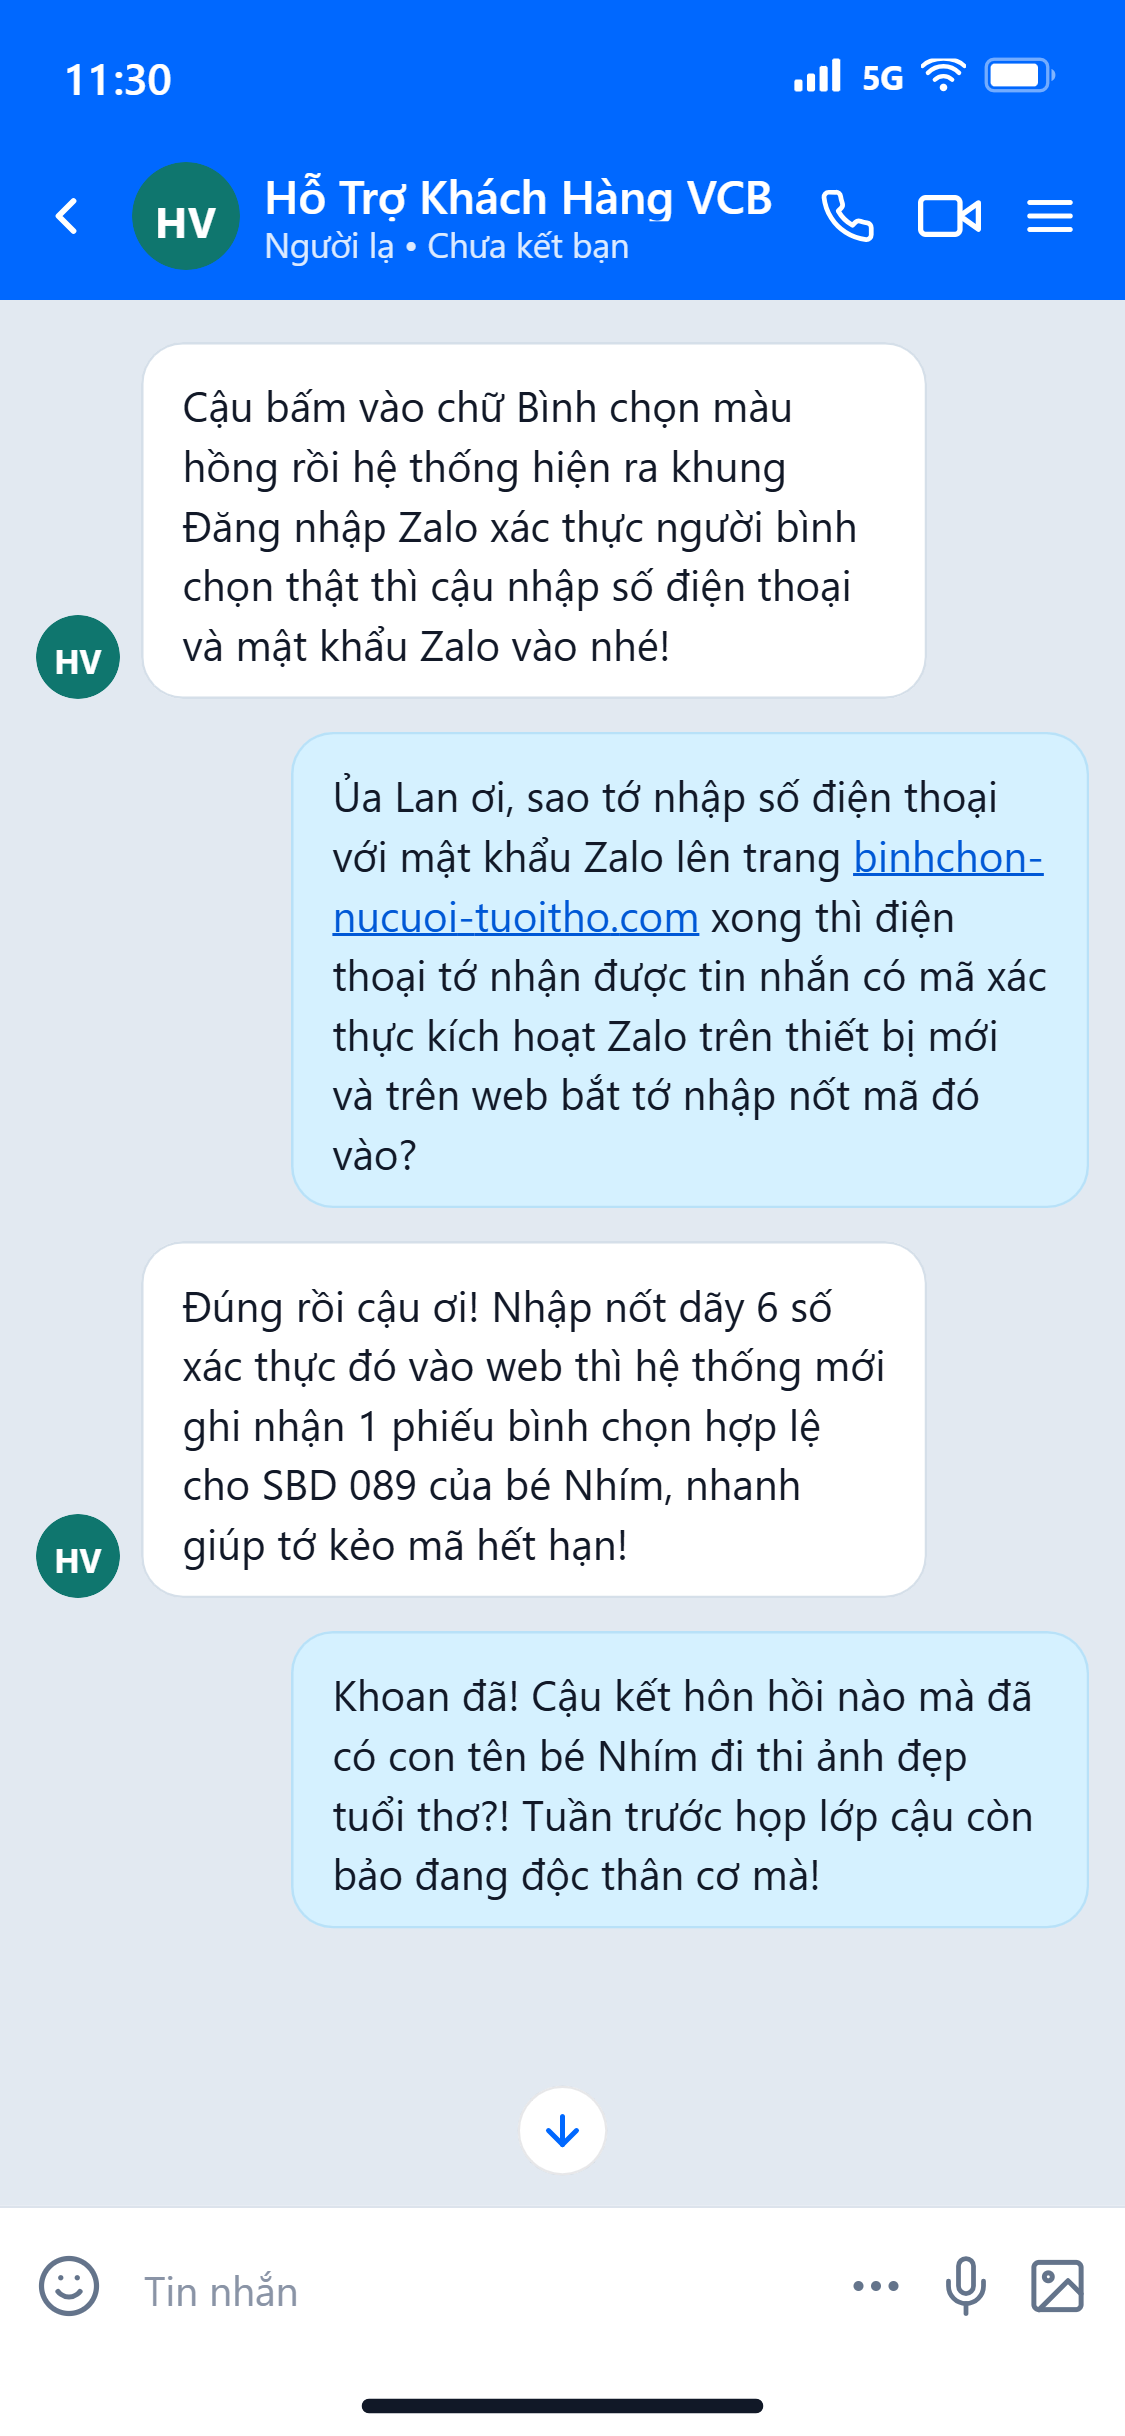 11:30
5G
HV
Hỗ Trợ Khách Hàng VCB
Người lạ • Chưa kết bạn
Cậu bấm vào chữ Bình chọn màu
hồng rồi hệ thống hiện ra khung
Đăng nhập Zalo xác thực người bình
chọn thật thì cậu nhập số điện thoại
và mật khẩu Zalo vào nhé!
HV
Ủa Lan ơi, sao tớ nhập số điện thoại
với mật khẩu Zalo lên trang binhchon-
nucuoi-tuoitho.com xong thì điện
thoại tớ nhận được tin nhắn có mã xác
thực kích hoạt Zalo trên thiết bị mới
và trên web bắt tớ nhập nốt mã đó
vào?
Đúng rồi cậu ơi! Nhập nốt dãy 6 số
xác thực đó vào web thì hệ thống mới
ghi nhận 1 phiếu bình chọn hợp lệ
cho SBD 089 của bé Nhím, nhanh
giúp tớ kẻo mã hết hạn!
HV
Khoan đã! Cậu kết hôn hồi nào mà đã
có con tên bé Nhím đi thi ảnh đẹp
tuổi thơ?! Tuần trước họp lớp cậu còn
bảo đang độc thân cơ mà!
Tin nhắn